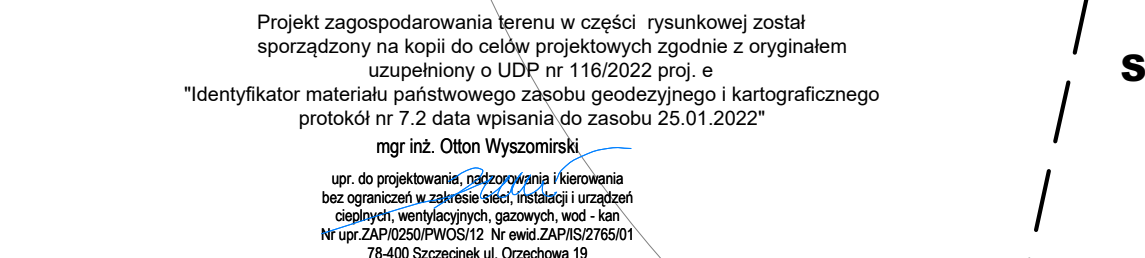 Projekt zagospodarowania terenu w części rysunkowej został
sporządzony na kopii do celów projektowych zgodnie z oryginałem
uzupełniony o UDP nr 116/2022 proj. e
"Identyfikator materiału państwowego zasobu geodezyjnego i kartograficznego
protokół nr 7.2 data wpisania do zasobu 25.01.2022"
mgr inż. Otton Wyszomirski
upr. do projektowania, nadzorowania i kierowania
bez ograniczeń w zakresie sieci, instalacji i urządzeń
cieplnych, wentylacyjnych, gazowych, wod - kan
Nr upr.ZAP/0250/PWOS/12 Nr ewid.ZAP/IS/2765/01
78-400 Szczecinek ul. Orzechowa 19
s